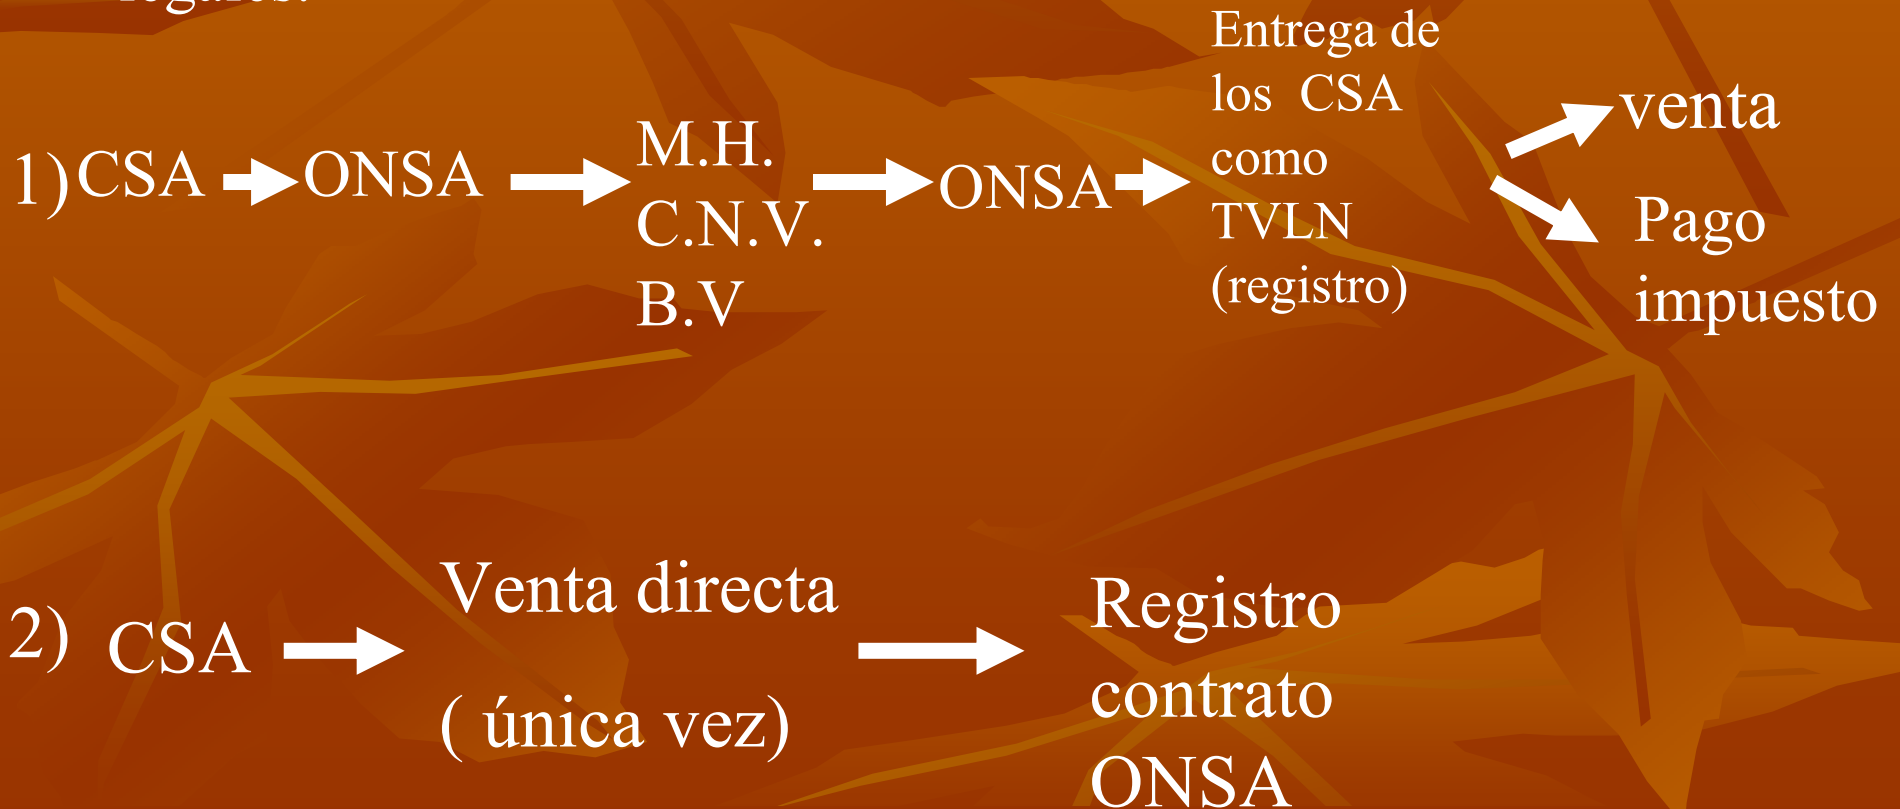 1) CSA ONSA M.H. C.N.V. B.V ONSA
Entrega de
los CSA
como
TVLN
(registro)
venta
Pago
impuesto
2) CSA
Venta directa
( única vez)
Registro
contrato
ONSA